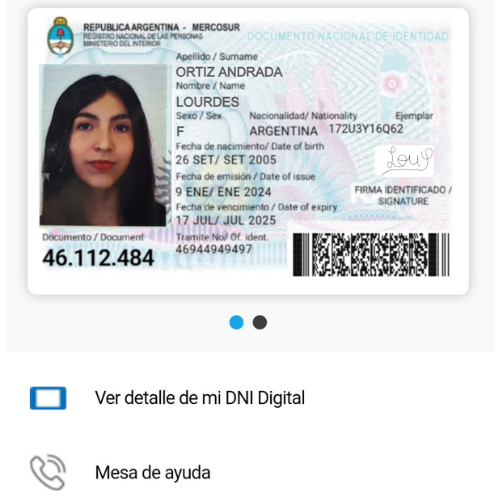 REPUBLICA ARGENTINA - MERCOSUR
REGISTRO NACIONAL DE LAS PERSONAS
MINISTERIO DEL INTERIOR
DOCUMENTO NACIONAL DE IDENTIDAD
Apellido / Surname
ORTIZ ANDRADA
Nombre / Name
LOURDES
Sexo / Sex Nacionalidad/ Nationality Ejemplar
F ARGENTINA 172U3Y16Q62
Fecha de nacimiento/ Date of birth
26 SET/ SET 2005
Louy
Fecha de emisión / Date of issue
9 ENE/ ENE 2024
FIRMA IDENTIFICADO /
SIGNATURE
Fecha de vencimiento / Date of expiry
17 JUL/ JUL 2025
Documento / Document
46.112.484
Tramite No/ Of. ident.
46944949497
Ver detalle de mi DNI Digital
Mesa de ayuda